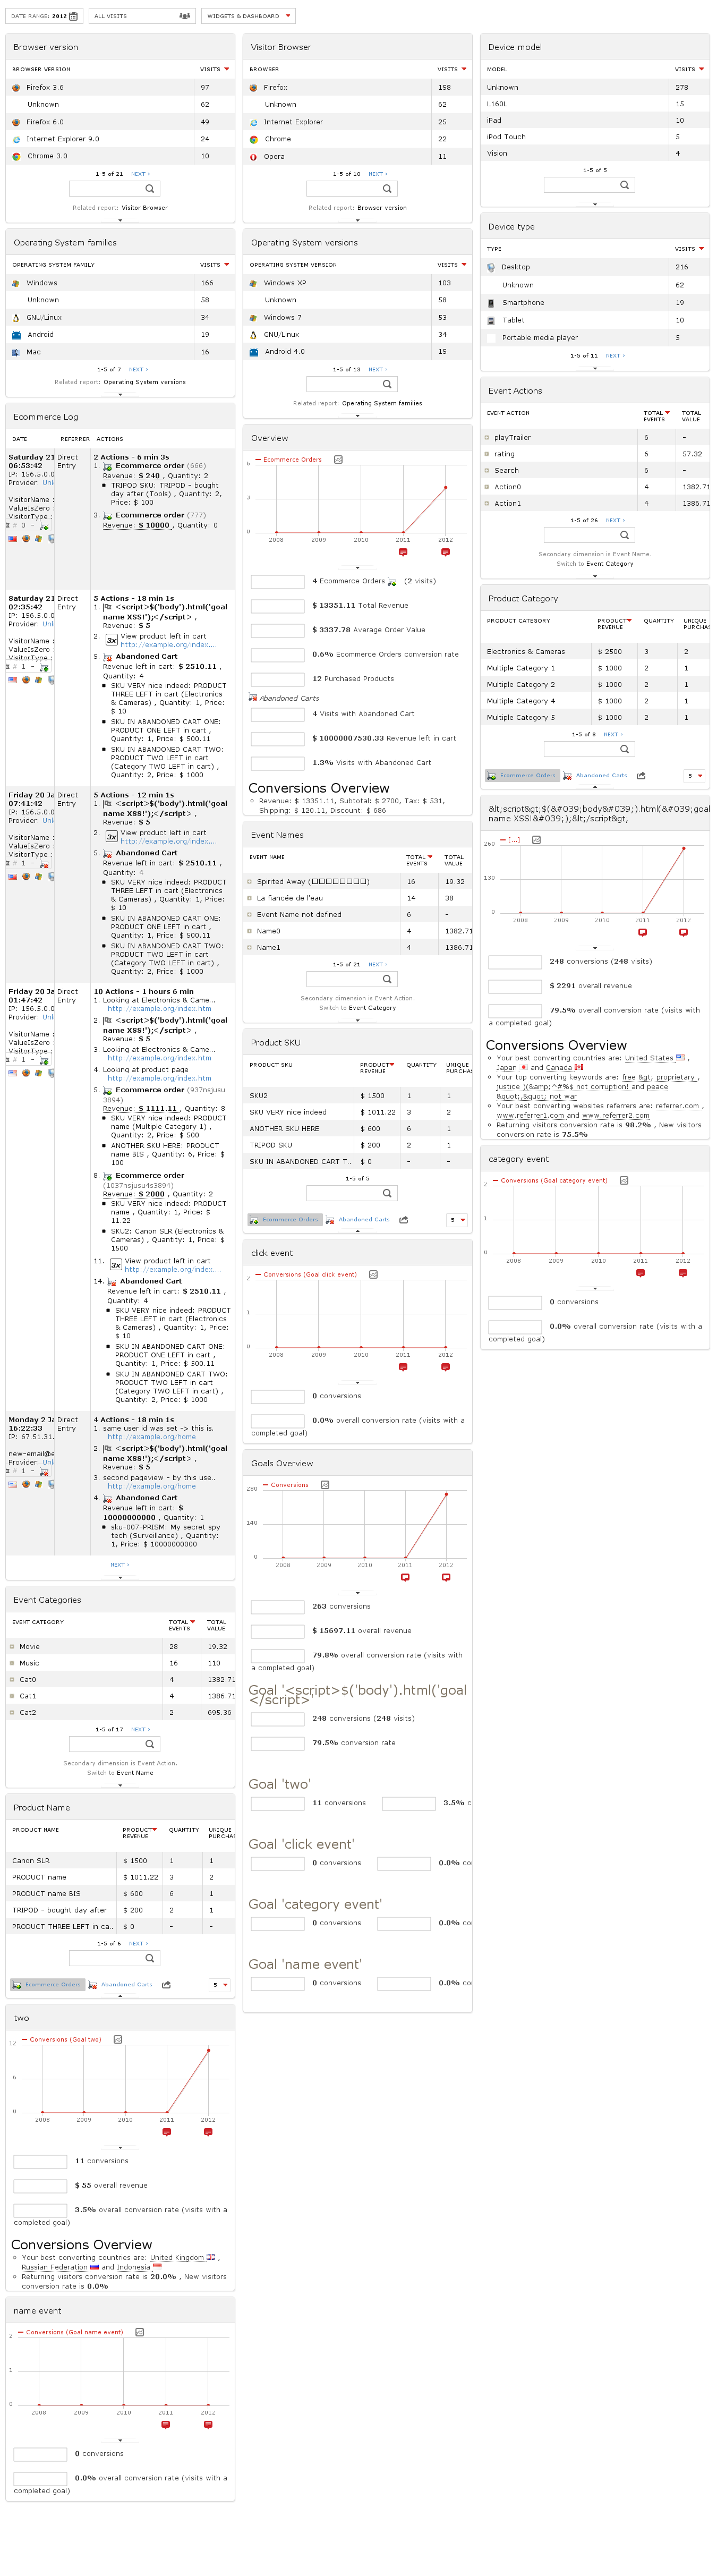 DATE RANGE: 2012
ALL VISITS
WIDGETS & DASHBOARD
Browser version
BROWSER VERSION VISITS
Firefox 3.6 97
Unknown 62
Firefox 6.0 49
Internet Explorer 9.0 24
Chrome 3.0 10
1-5 of 21 NEXT ›
Related report: Visitor Browser
Operating System families
OPERATING SYSTEM FAMILY VISITS
Windows 166
Unknown 58
GNU/Linux 34
Android 19
Mac 16
1-5 of 7 NEXT ›
Related report: Operating System versions
Ecommerce Log
DATE REFERRER ACTIONS
Saturday 21
06:53:42
IP: 156.5.0.0
Provider: Unk
VisitorName :
ValueIsZero :
VisitorType :
# 0 -
Direct
Entry
2 Actions - 6 min 3s
1. Ecommerce order (666)
Revenue: $ 240 , Quantity: 2
TRIPOD SKU: TRIPOD - bought
day after (Tools) , Quantity: 2,
Price: $ 100
3. Ecommerce order (777)
Revenue: $ 10000 , Quantity: 0
Saturday 21
02:35:42
IP: 156.5.0.0
Provider: Unk
VisitorName :
ValueIsZero :
VisitorType :
# 1 -
Direct
Entry
5 Actions - 18 min 1s
1. <script>$('body').html('goal
name XSS!');</script> ,
Revenue: $ 5
2. 3x View product left in cart
http://example.org/index....
5. Abandoned Cart
Revenue left in cart: $ 2510.11 ,
Quantity: 4
SKU VERY nice indeed: PRODUCT
THREE LEFT in cart (Electronics
& Cameras) , Quantity: 1, Price:
$ 10
SKU IN ABANDONED CART ONE:
PRODUCT ONE LEFT in cart ,
Quantity: 1, Price: $ 500.11
SKU IN ABANDONED CART TWO:
PRODUCT TWO LEFT in cart
(Category TWO LEFT in cart) ,
Quantity: 2, Price: $ 1000
Friday 20 Ja
07:41:42
IP: 156.5.0.0
Provider: Unk
VisitorName :
ValueIsZero :
VisitorType :
# 1 -
Direct
Entry
5 Actions - 12 min 1s
1. <script>$('body').html('goal
name XSS!');</script> ,
Revenue: $ 5
2. 3x View product left in cart
http://example.org/index....
5. Abandoned Cart
Revenue left in cart: $ 2510.11 ,
Quantity: 4
SKU VERY nice indeed: PRODUCT
THREE LEFT in cart (Electronics
& Cameras) , Quantity: 1, Price:
$ 10
SKU IN ABANDONED CART ONE:
PRODUCT ONE LEFT in cart ,
Quantity: 1, Price: $ 500.11
SKU IN ABANDONED CART TWO:
PRODUCT TWO LEFT in cart
(Category TWO LEFT in cart) ,
Quantity: 2, Price: $ 1000
Friday 20 Ja
01:47:42
IP: 156.5.0.0
Provider: Unk
VisitorName :
ValueIsZero :
VisitorType :
# 1 -
Direct
Entry
10 Actions - 1 hours 6 min
1. Looking at Electronics & Came...
http://example.org/index.htm
2. <script>$('body').html('goal
name XSS!');</script> ,
Revenue: $ 5
3. Looking at Electronics & Came...
http://example.org/index.htm
4. Looking at product page
http://example.org/index.htm
5. Ecommerce order (937nsjusu
3894)
Revenue: $ 1111.11 , Quantity: 8
SKU VERY nice indeed: PRODUCT
name (Multiple Category 1) ,
Quantity: 2, Price: $ 500
ANOTHER SKU HERE: PRODUCT
name BIS , Quantity: 6, Price: $
100
8. Ecommerce order
(1037nsjusu4s3894)
Revenue: $ 2000 , Quantity: 2
SKU VERY nice indeed: PRODUCT
name , Quantity: 1, Price: $
11.22
SKU2: Canon SLR (Electronics &
Cameras) , Quantity: 1, Price: $
1500
11. 3x View product left in cart
http://example.org/index....
14. Abandoned Cart
Revenue left in cart: $ 2510.11 ,
Quantity: 4
SKU VERY nice indeed: PRODUCT
THREE LEFT in cart (Electronics
& Cameras) , Quantity: 1, Price:
$ 10
SKU IN ABANDONED CART ONE:
PRODUCT ONE LEFT in cart ,
Quantity: 1, Price: $ 500.11
SKU IN ABANDONED CART TWO:
PRODUCT TWO LEFT in cart
(Category TWO LEFT in cart) ,
Quantity: 2, Price: $ 1000
Monday 2 Ja
16:22:33
IP: 67.51.31.
new-email@e
Provider: Unk
# 1 -
Direct
Entry
4 Actions - 18 min 1s
1. same user id was set -> this is.
http://example.org/home
2. <script>$('body').html('goal
name XSS!');</script> ,
Revenue: $ 5
3. second pageview - by this use..
http://example.org/home
4. Abandoned Cart
Revenue left in cart: $
10000000000 , Quantity: 1
sku-007-PRISM: My secret spy
tech (Surveillance) , Quantity:
1, Price: $ 10000000000
NEXT ›
Event Categories
EVENT CATEGORY TOTAL EVENTS TOTAL VALUE
Movie 28 19.32
Music 16 110
Cat0 4 1382.71
Cat1 4 1386.71
Cat2 2 695.36
1-5 of 17 NEXT ›
Secondary dimension is Event Action.
Switch to Event Name
Product Name
PRODUCT NAME PRODUCT REVENUE QUANTITY UNIQUE PURCHAS
Canon SLR $ 1500 1 1
PRODUCT name $ 1011.22 3 2
PRODUCT name BIS $ 600 6 1
TRIPOD - bought day after $ 200 2 1
PRODUCT THREE LEFT in ca.. $ 0 - -
1-5 of 6 NEXT ›
Ecommerce Orders Abandoned Carts 5
two
Conversions (Goal two)
12
6
0
2008 2009 2010 2011 2012
11 conversions
$ 55 overall revenue
3.5% overall conversion rate (visits with a
completed goal)
Conversions Overview
Your best converting countries are: United Kingdom ,
Russian Federation and Indonesia
Returning visitors conversion rate is 20.0% , New visitors
conversion rate is 0.0%
name event
Conversions (Goal name event)
2
1
0
2008 2009 2010 2011 2012
0 conversions
0.0% overall conversion rate (visits with a
completed goal)
Visitor Browser
BROWSER VISITS
Firefox 158
Unknown 62
Internet Explorer 25
Chrome 22
Opera 11
1-5 of 10 NEXT ›
Related report: Browser version
Operating System versions
OPERATING SYSTEM VERSION VISITS
Windows XP 103
Unknown 58
Windows 7 53
GNU/Linux 34
Android 4.0 15
1-5 of 13 NEXT ›
Related report: Operating System families
Overview
Ecommerce Orders
6
3
0
2008 2009 2010 2011 2012
4 Ecommerce Orders (2 visits)
$ 13351.11 Total Revenue
$ 3337.78 Average Order Value
0.6% Ecommerce Orders conversion rate
12 Purchased Products
Abandoned Carts
4 Visits with Abandoned Cart
$ 10000007530.33 Revenue left in cart
1.3% Visits with Abandoned Cart
Conversions Overview
Revenue: $ 13351.11, Subtotal: $ 2700, Tax: $ 531,
Shipping: $ 120.11, Discount: $ 686
Event Names
EVENT NAME TOTAL EVENTS TOTAL VALUE
Spirited Away (□□□□□□□□) 16 19.32
La fiancée de l'eau 14 38
Event Name not defined 6 -
Name0 4 1382.71
Name1 4 1386.71
1-5 of 21 NEXT ›
Secondary dimension is Event Action.
Switch to Event Category
Product SKU
PRODUCT SKU PRODUCT REVENUE QUANTITY UNIQUE PURCHAS
SKU2 $ 1500 1 1
SKU VERY nice indeed $ 1011.22 3 2
ANOTHER SKU HERE $ 600 6 1
TRIPOD SKU $ 200 2 1
SKU IN ABANDONED CART T.. $ 0 - -
1-5 of 5
Ecommerce Orders Abandoned Carts 5
click event
Conversions (Goal click event)
2
1
0
2008 2009 2010 2011 2012
0 conversions
0.0% overall conversion rate (visits with a
completed goal)
Goals Overview
Conversions
280
140
0
2008 2009 2010 2011 2012
263 conversions
$ 15697.11 overall revenue
79.8% overall conversion rate (visits with
a completed goal)
Goal '<script>$('body').html('goal
</script>'
248 conversions (248 visits)
79.5% conversion rate
Goal 'two'
11 conversions 3.5% c
Goal 'click event'
0 conversions 0.0% co
Goal 'category event'
0 conversions 0.0% co
Goal 'name event'
0 conversions 0.0% co
Device model
MODEL VISITS
Unknown 278
L160L 15
iPad 10
iPod Touch 5
Vision 4
1-5 of 5
Device type
TYPE VISITS
Desktop 216
Unknown 62
Smartphone 19
Tablet 10
Portable media player 5
1-5 of 11 NEXT ›
Event Actions
EVENT ACTION TOTAL EVENTS TOTAL VALUE
playTrailer 6 -
rating 6 57.32
Search 6 -
Action0 4 1382.71
Action1 4 1386.71
1-5 of 26 NEXT ›
Secondary dimension is Event Name.
Switch to Event Category
Product Category
PRODUCT CATEGORY PRODUCT REVENUE QUANTITY UNIQUE PURCHAS
Electronics & Cameras $ 2500 3 2
Multiple Category 1 $ 1000 2 1
Multiple Category 2 $ 1000 2 1
Multiple Category 4 $ 1000 2 1
Multiple Category 5 $ 1000 2 1
1-5 of 8 NEXT ›
Ecommerce Orders Abandoned Carts 5
&lt;script&gt;$(&#039;body&#039;).html(&#039;goal
name XSS!&#039;);&lt;/script&gt;
[...]
260
130
0
2008 2009 2010 2011 2012
248 conversions (248 visits)
$ 2291 overall revenue
79.5% overall conversion rate (visits with
a completed goal)
Conversions Overview
Your best converting countries are: United States ,
Japan and Canada
Your top converting keywords are: free &gt; proprietary ,
justice )(&amp;^#%$ not corruption! and peace
&quot;,&quot; not war
Your best converting websites referrers are: referrer.com ,
www.referrer1.com and www.referrer2.com
Returning visitors conversion rate is 98.2% , New visitors
conversion rate is 75.5%
category event
Conversions (Goal category event)
2
1
0
2008 2009 2010 2011 2012
0 conversions
0.0% overall conversion rate (visits with a
completed goal)